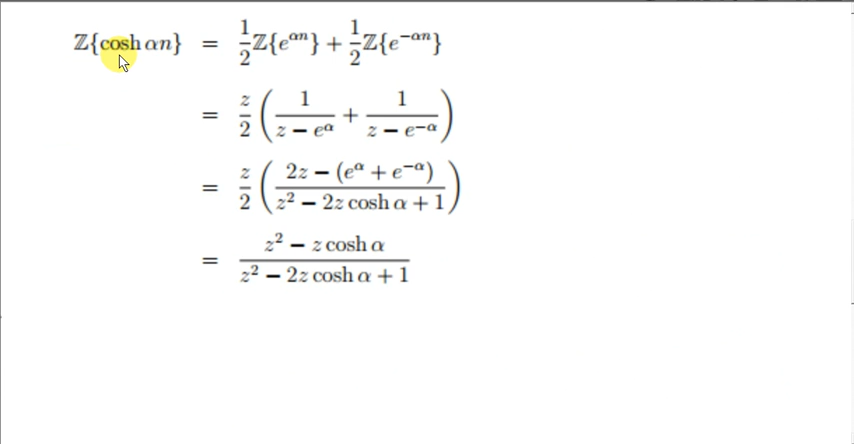 ℤ{cosh αn} = 1/2 ℤ{e^{αn}} + 1/2 ℤ{e^{−αn}}
= z/2 ( 1/(z − e^α) + 1/(z − e^{−α}) )
= z/2 ( (2z − (e^α + e^{−α}))/(z² − 2z cosh α + 1) )
= (z² − z cosh α)/(z² − 2z cosh α + 1)